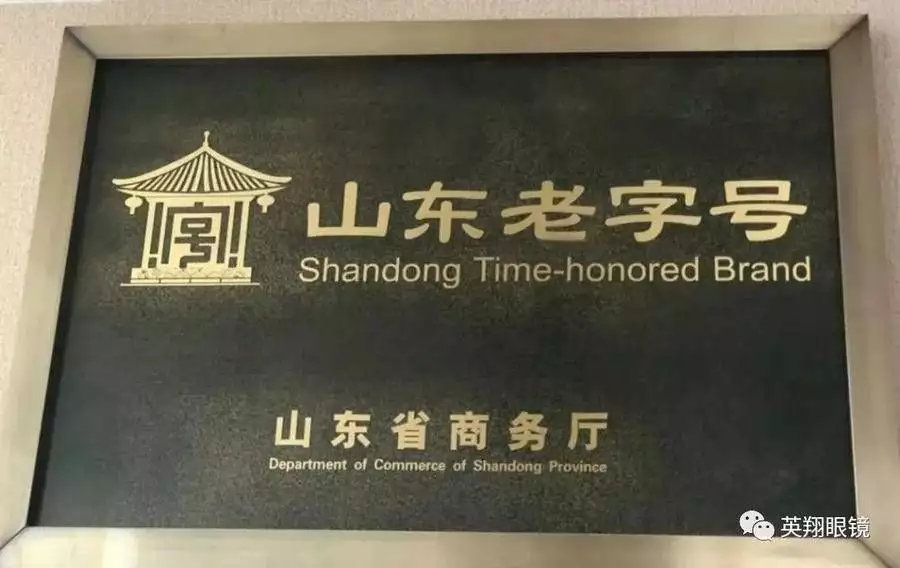 山东老字号
Shandong Time-honored Brand
山东省商务厅
Department of Commerce of Shandong Province
英翔眼镜